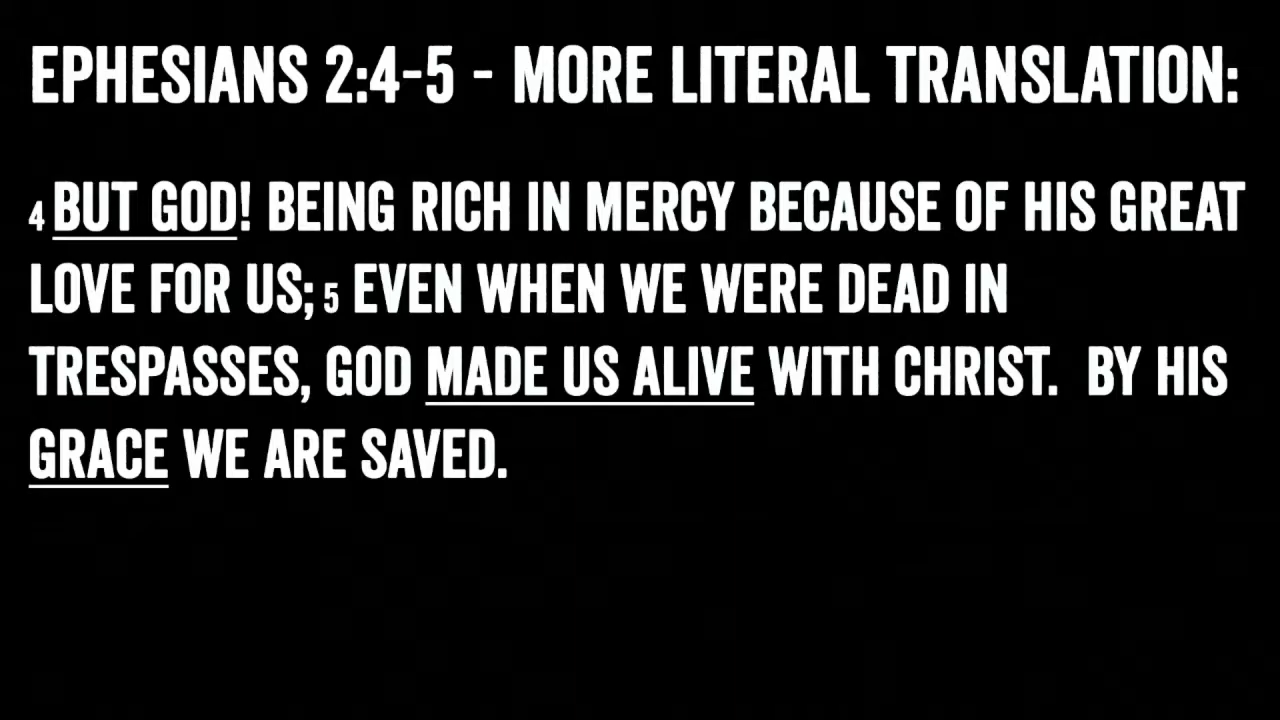 EPHESIANS 2:4-5 - MORE LITERAL TRANSLATION:
4 BUT GOD! BEING RICH IN MERCY BECAUSE OF HIS GREAT
LOVE FOR US; 5 EVEN WHEN WE WERE DEAD IN
TRESPASSES, GOD MADE US ALIVE WITH CHRIST.  BY HIS
GRACE WE ARE SAVED.